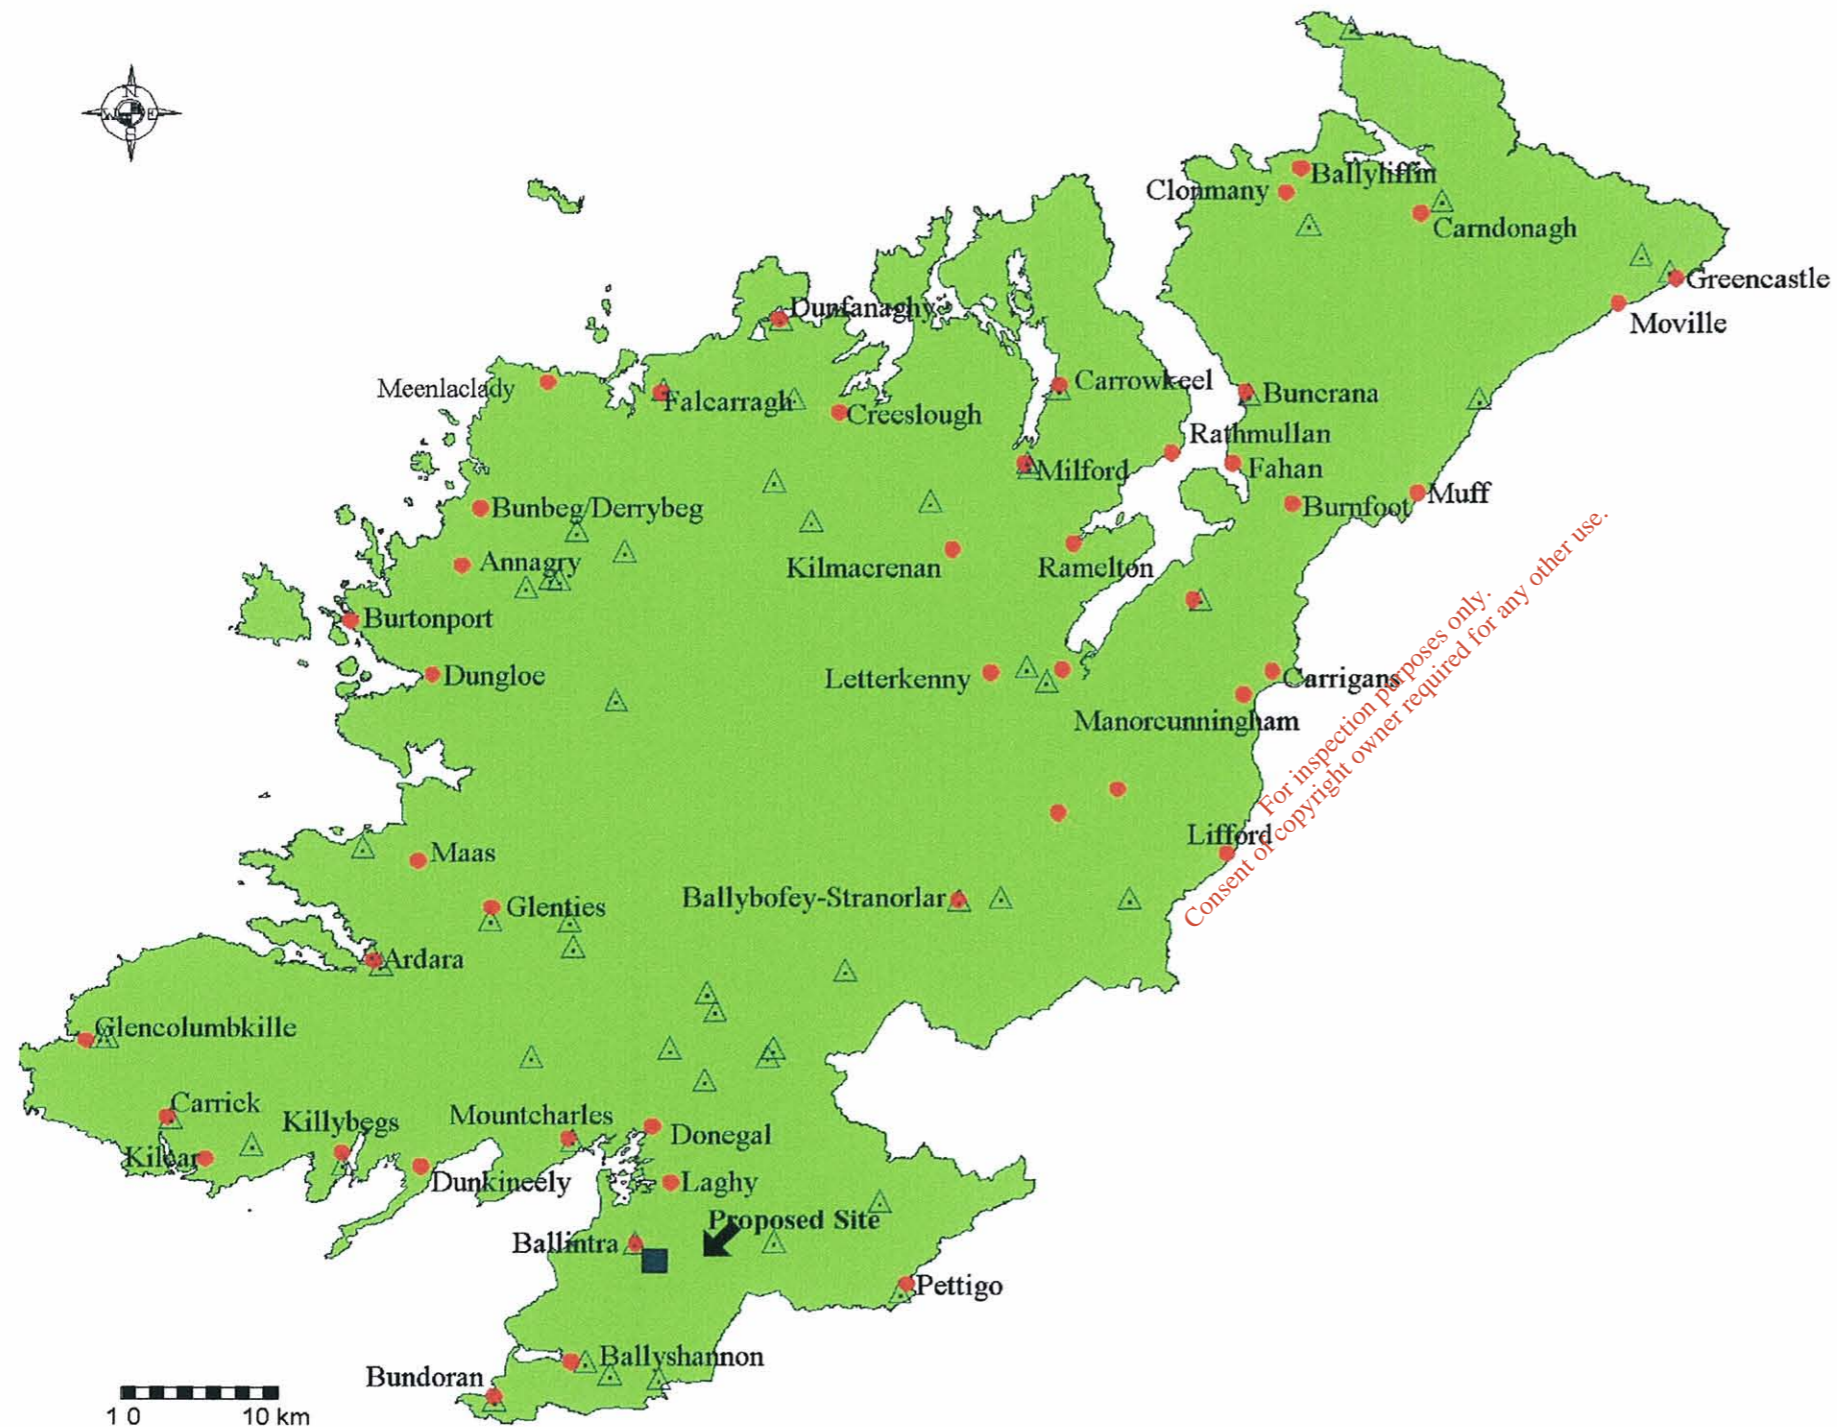 N
W E
S
Ballyliffin
Clonmany
Carndonagh
Greencastle
Dunfanaghy
Moville
Meenlaclady
Carrowkeel
Buncrana
Falcarragh
Creeslough
Rathmullan
Milford
Fahan
Muff
Bunbeg/Derrybeg
Burnfoot
Annagry
Kilmacrenan
Ramelton
Burtonport
Letterkenny
Dungloe
Carrigans
Manorcunningham
For inspection purposes only.
Consent of copyright owner required for any other use.
Lifford
Maas
Ballybofey-Stranorlar
Glenties
Ardara
Glencolumbkille
Carrick
Killybegs
Mountcharles
Donegal
Kilcar
Dunkineely
Laghy
Proposed Site
Ballintra
Pettigo
Ballyshannon
Bundoran
1 0 10 km